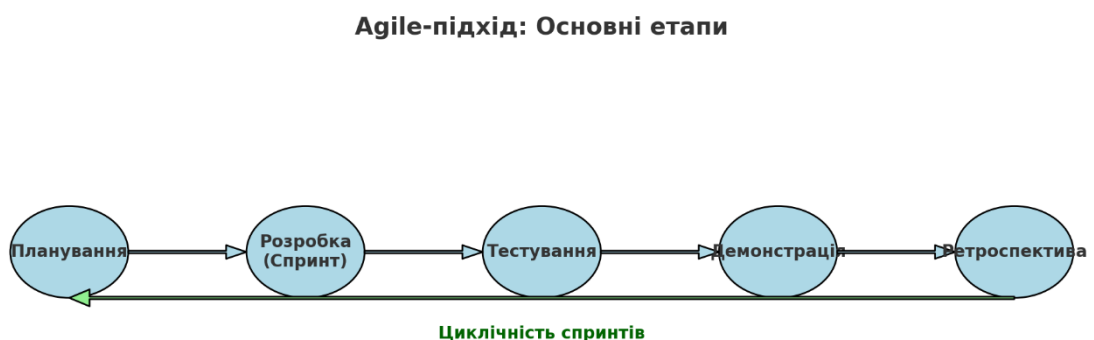 Agile-підхід: Основні етапи
Планування
Розробка
(Спринт)
Тестування
Демонстрація
Ретроспектива
Циклічність спринтів